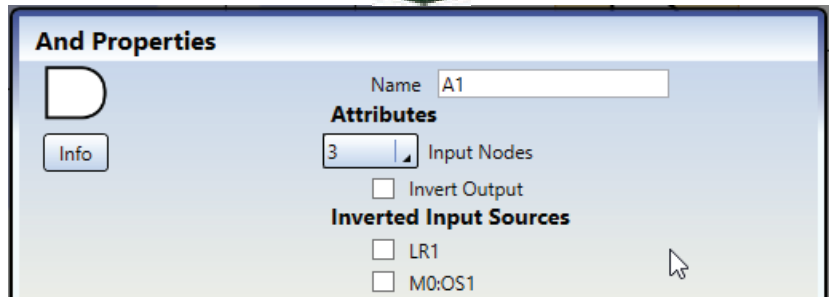 And Properties
Name A1
Attributes
Info
3 Input Nodes
Invert Output
Inverted Input Sources
LR1
M0:OS1